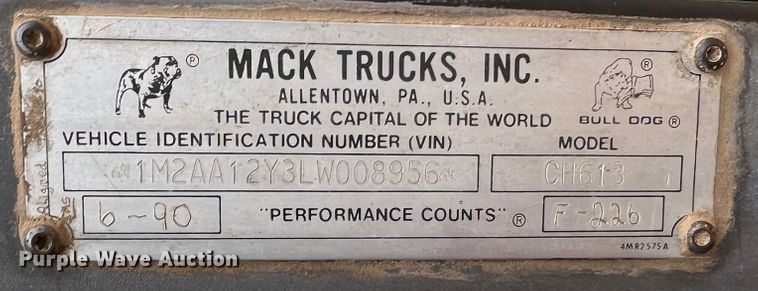 MACK TRUCKS, INC.
ALLENTOWN, PA., U.S.A.
THE TRUCK CAPITAL OF THE WORLD
BULL DOG ®
VEHICLE IDENTIFICATION NUMBER (VIN)
MODEL
1M2AA12Y3LW008956
CH613
6-90
"PERFORMANCE COUNTS" ®
F-226
4MR2575A
Aligned
Purple Wave Auction